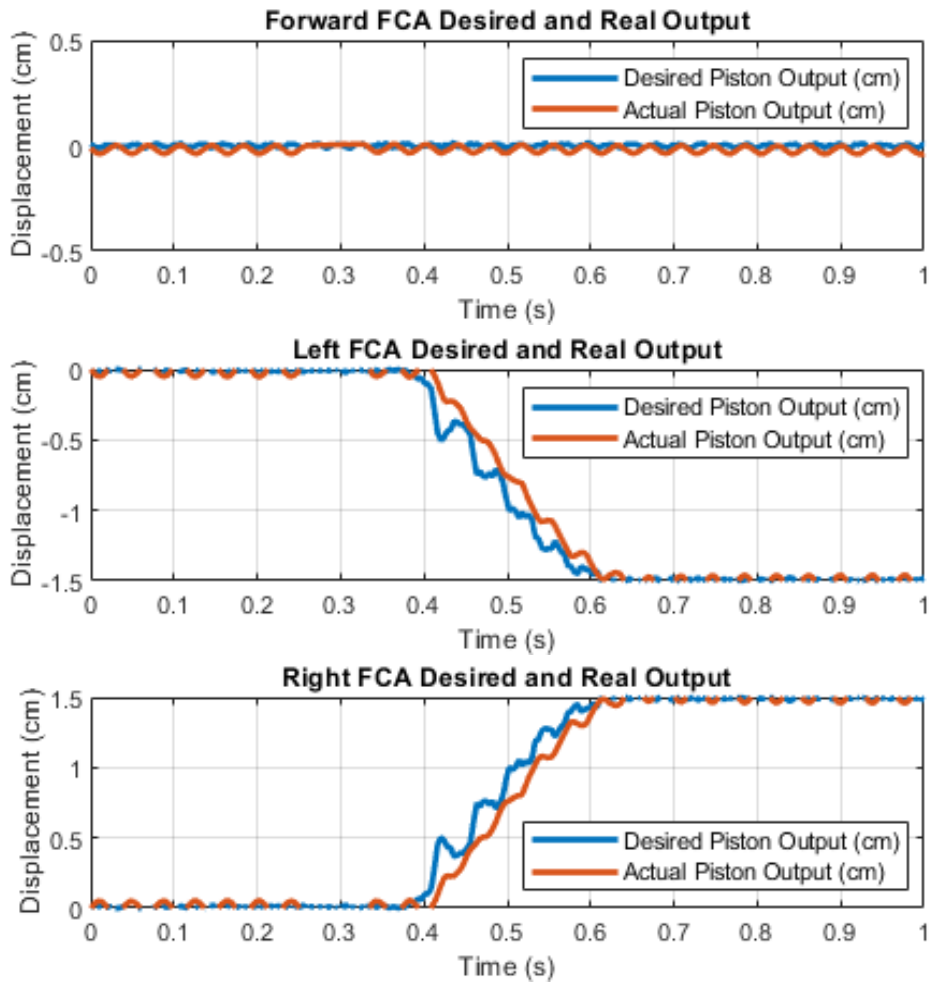 Forward FCA Desired and Real Output
0.5
Desired Piston Output (cm)
Actual Piston Output (cm)
0
-0.5
Displacement (cm)
0 0.1 0.2 0.3 0.4 0.5 0.6 0.7 0.8 0.9 1
Time (s)
Left FCA Desired and Real Output
0
Desired Piston Output (cm)
Actual Piston Output (cm)
-0.5
-1
-1.5
Displacement (cm)
0 0.1 0.2 0.3 0.4 0.5 0.6 0.7 0.8 0.9 1
Time (s)
Right FCA Desired and Real Output
1.5
1
0.5
0
Displacement (cm)
Desired Piston Output (cm)
Actual Piston Output (cm)
0 0.1 0.2 0.3 0.4 0.5 0.6 0.7 0.8 0.9 1
Time (s)